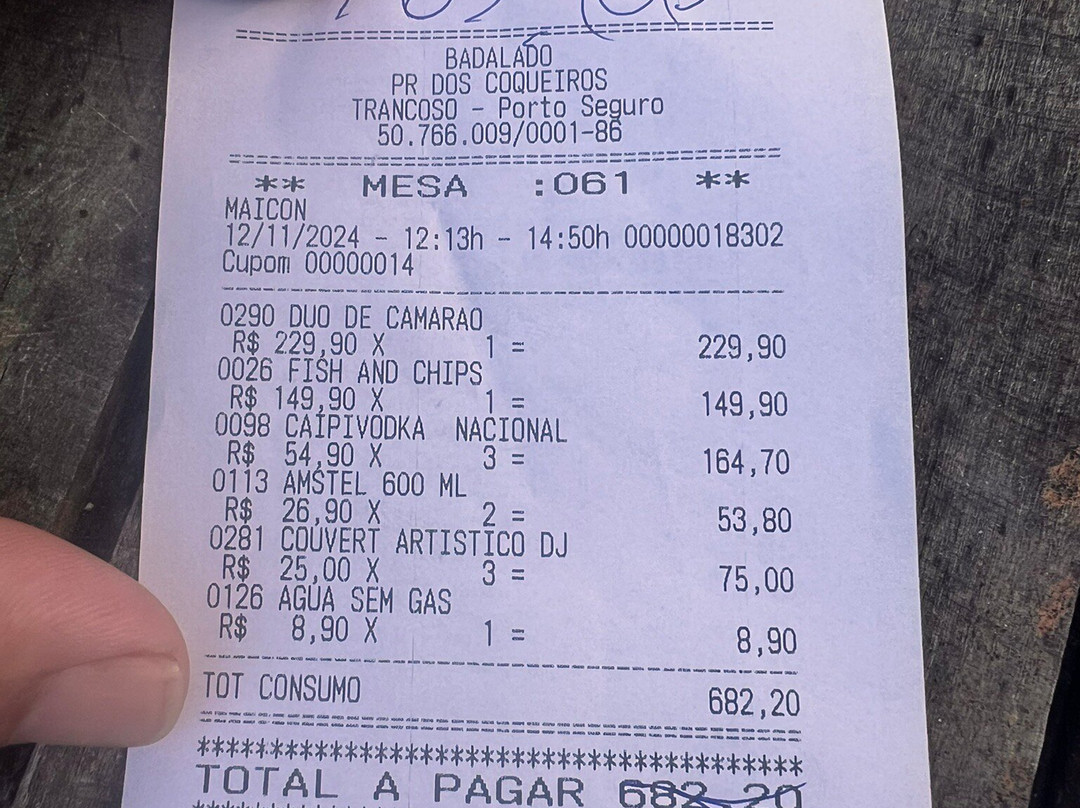 ================================================
BADALADO
PR DOS COQUEIROS
TRANCOSO - Porto Seguro
50.766.009/0001-86
================================================
** MESA :061 **
MAICON
12/11/2024 - 12:13h - 14:50h 00000018302
Cupom 00000014
------------------------------------------------
0290 DUO DE CAMARAO
R$ 229,90 X 1 = 229,90
0026 FISH AND CHIPS
R$ 149,90 X 1 = 149,90
0098 CAIPIVODKA NACIONAL
R$ 54,90 X 3 = 164,70
0113 AMSTEL 600 ML
R$ 26,90 X 2 = 53,80
0281 COUVERT ARTISTICO DJ
R$ 25,00 X 3 = 75,00
0126 AGUA SEM GAS
R$ 8,90 X 1 = 8,90
------------------------------------------------
TOT CONSUMO 682,20
================================================
****************************************
TOTAL A PAGAR 682,20